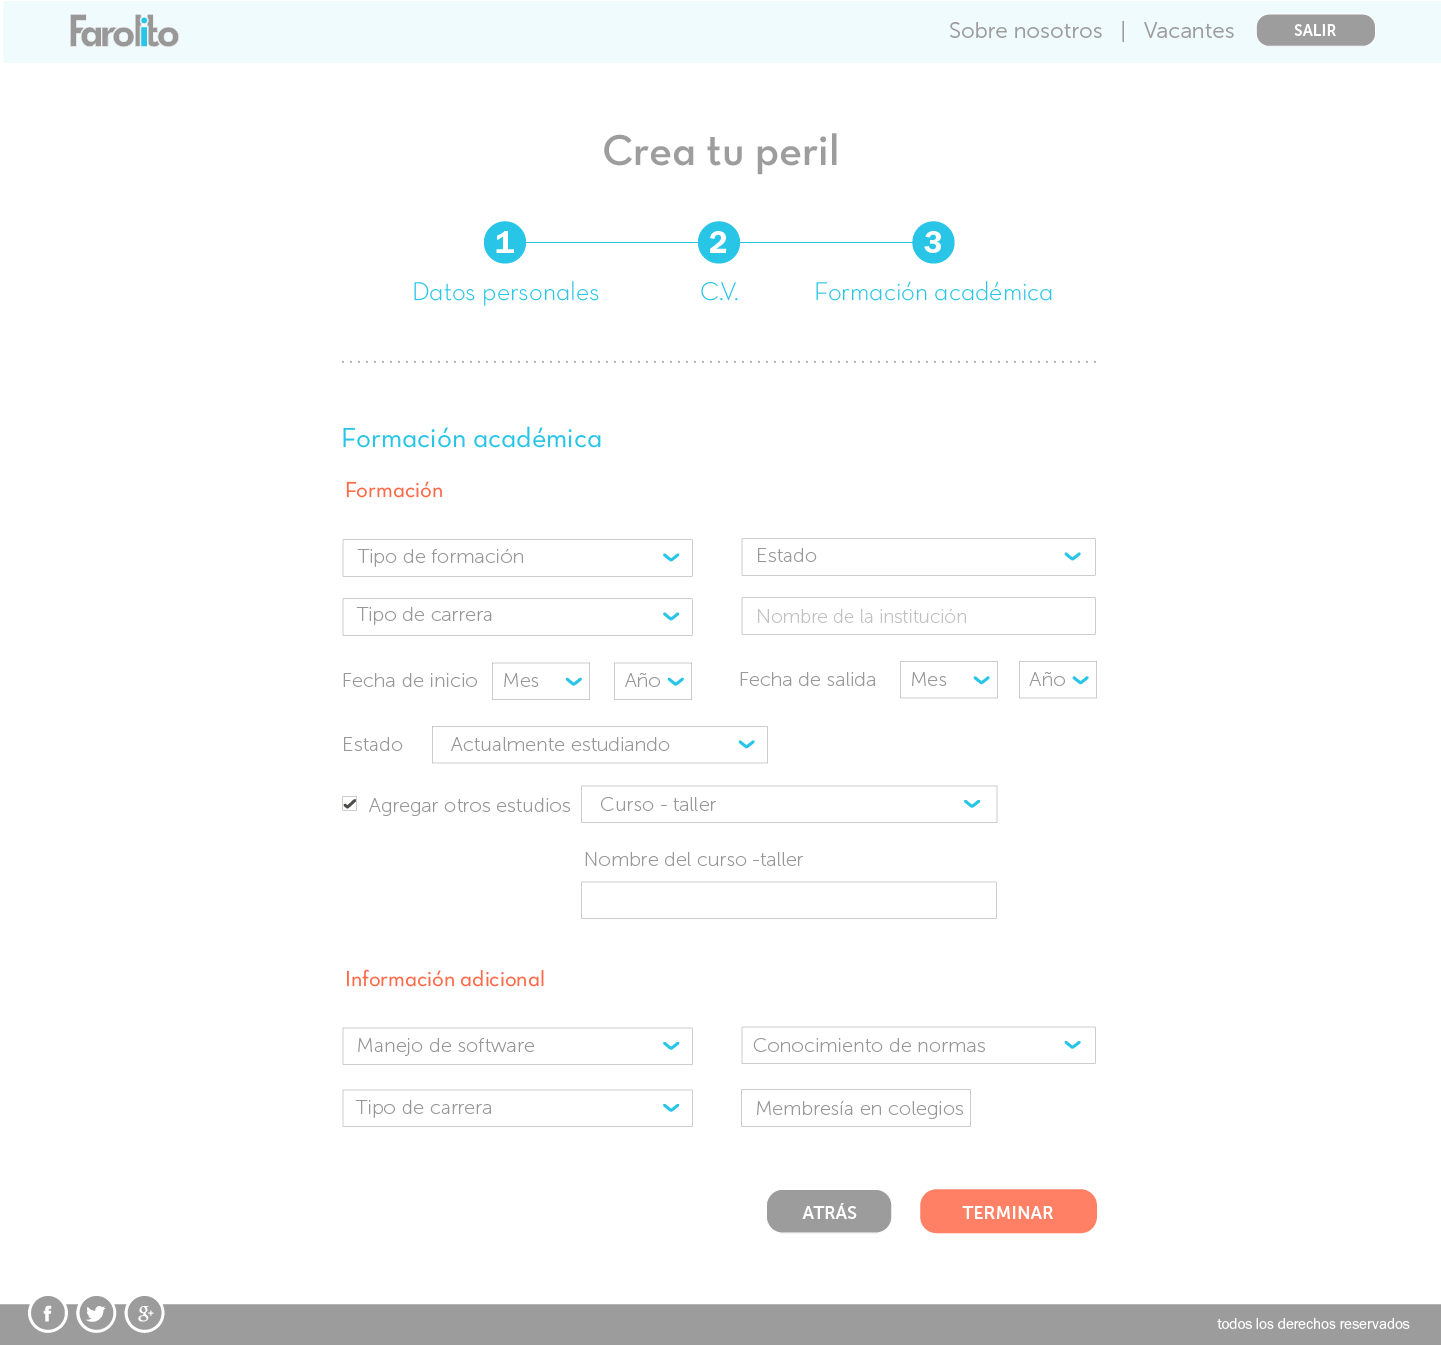 Farolito
Sobre nosotros | Vacantes SALIR
Crea tu peril
1 2 3
Datos personales C.V. Formación académica
Formación académica
Formación
Tipo de formación Estado
Tipo de carrera Nombre de la institución
Fecha de inicio Mes Año Fecha de salida Mes Año
Estado Actualmente estudiando
Agregar otros estudios Curso - taller
Nombre del curso -taller
Información adicional
Manejo de software Conocimiento de normas
Tipo de carrera Membresía en colegios
ATRÁS TERMINAR
f g+
todos los derechos reservados